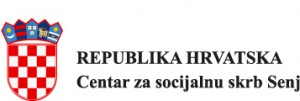 REPUBLIKA HRVATSKA
Centar za socijalnu skrb Senj